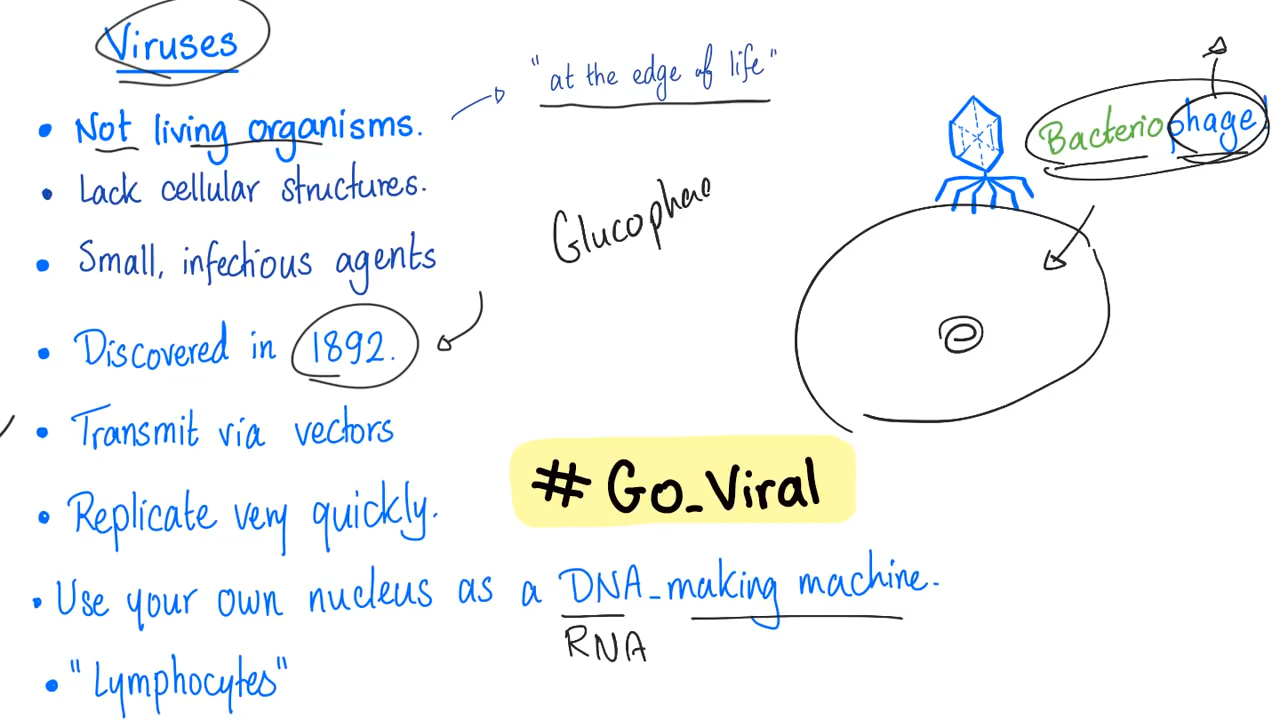 Viruses
"at the edge of life"
• Not living organisms.
• Lack cellular structures.
• Small, infectious agents
• Discovered in 1892.
• Transmit via vectors
• Replicate very quickly.
• Use your own nucleus as a DNA-making machine.
RNA
• "Lymphocytes"
Bacteriophage
Glucophae
#Go_Viral